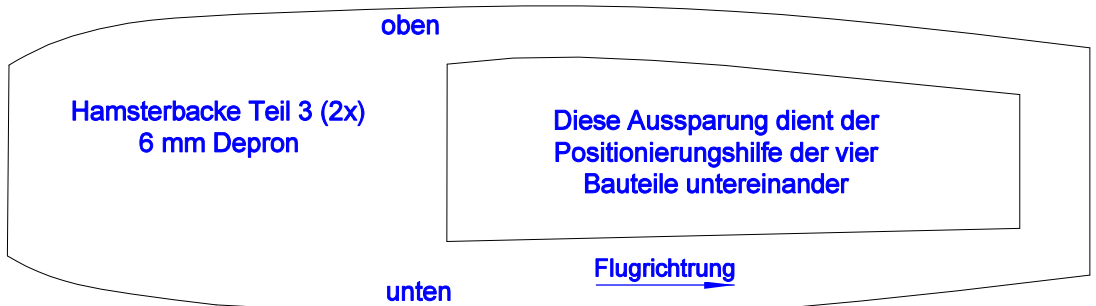 oben
Hamsterbacke Teil 3 (2x)
6 mm Depron
Diese Aussparung dient der
Positionierungshilfe der vier
Bauteile untereinander
Flugrichtrung
unten